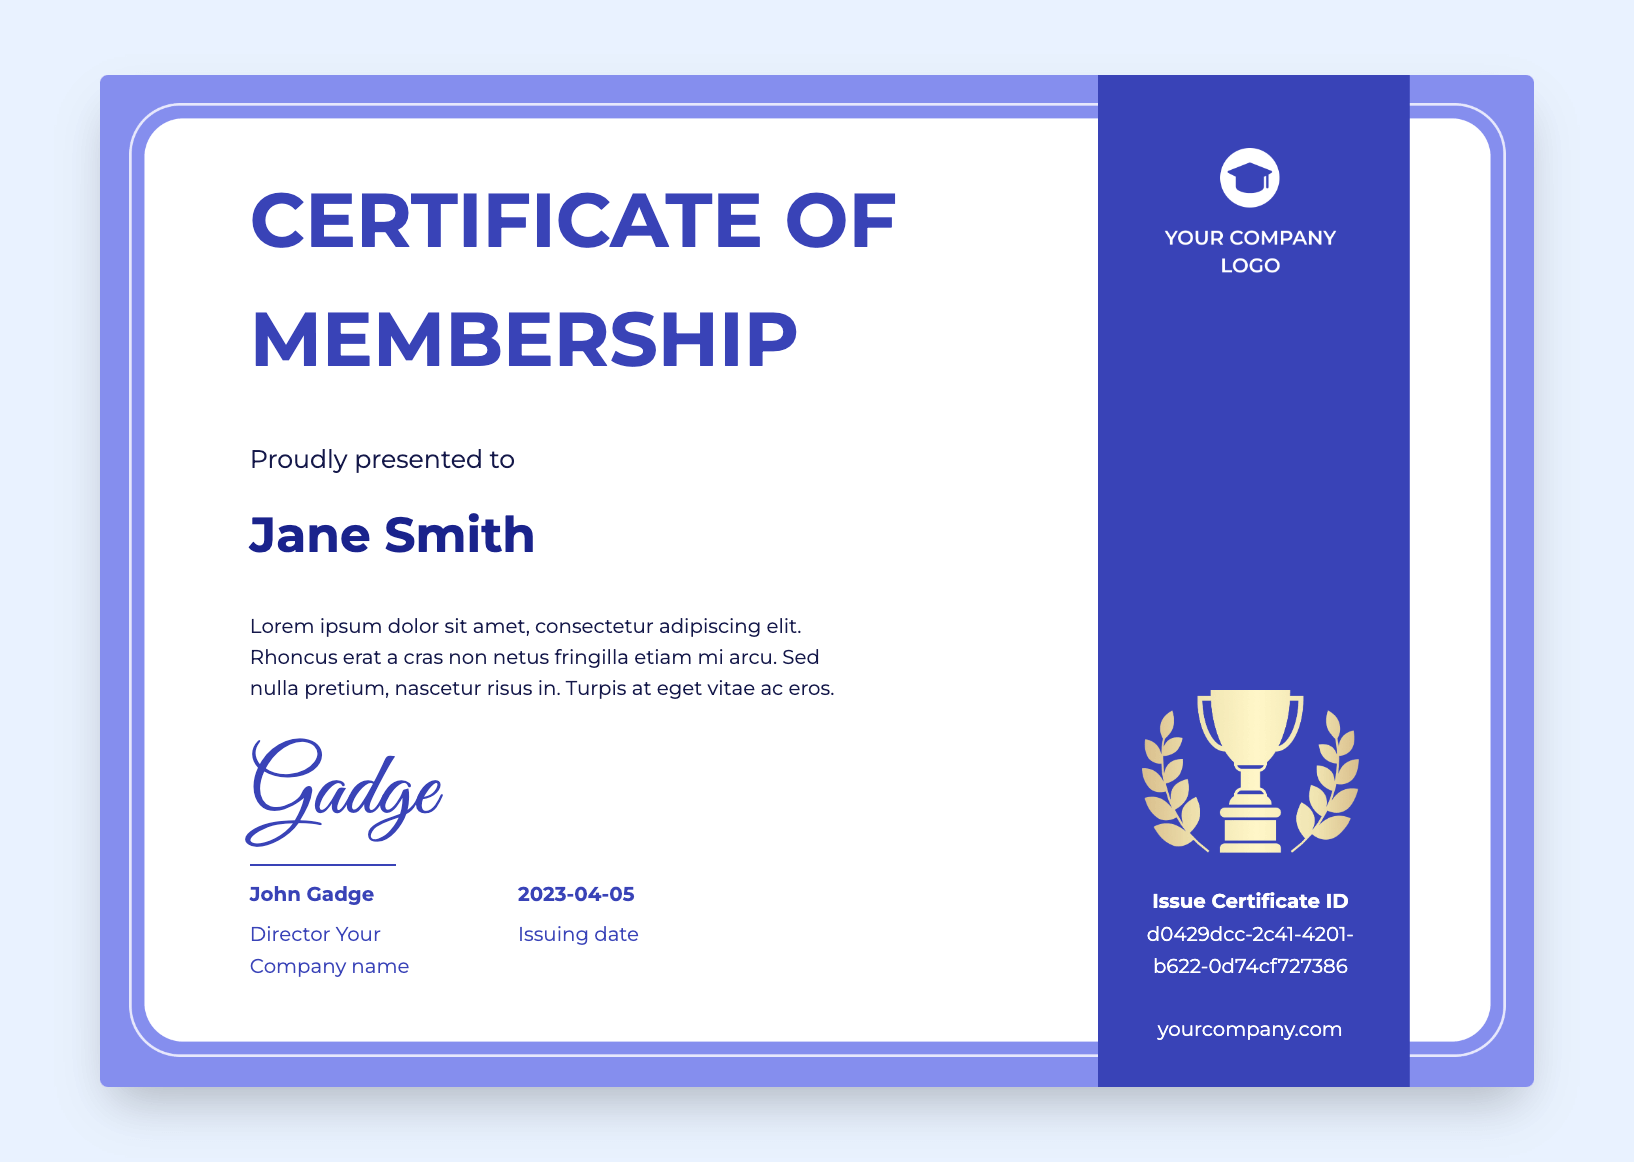 CERTIFICATE OF
MEMBERSHIP
Proudly presented to
Jane Smith
Lorem ipsum dolor sit amet, consectetur adipiscing elit.
Rhoncus erat a cras non netus fringilla etiam mi arcu. Sed
nulla pretium, nascetur risus in. Turpis at eget vitae ac eros.
Gadge
John Gadge
Director Your
Company name
2023-04-05
Issuing date
YOUR COMPANY
LOGO
Issue Certificate ID
d0429dcc-2c41-4201-
b622-0d74cf727386
yourcompany.com